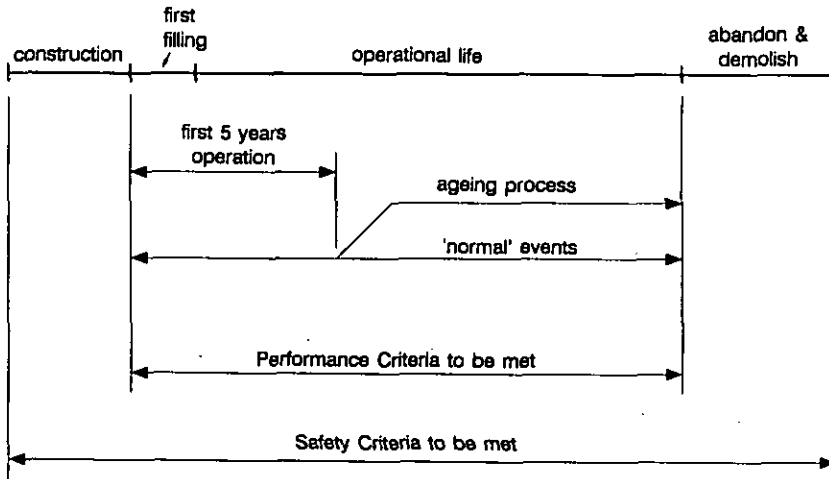 first
filling
construction
operational life
abandon &
demolish
first 5 years
operation
ageing process
'normal' events
Performance Criteria to be met
Safety Criteria to be met